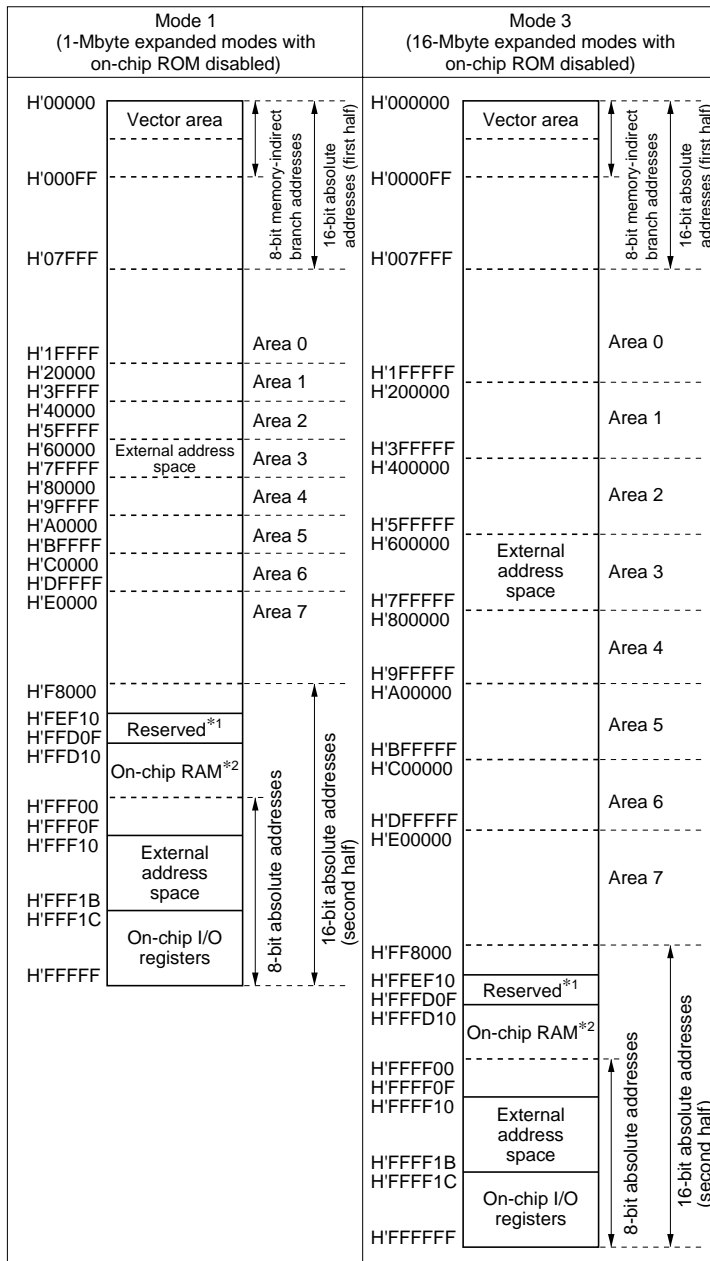 Mode 1
(1-Mbyte expanded modes with
on-chip ROM disabled)
H'00000
Vector area
H'000FF
8-bit memory-indirect
branch addresses
16-bit absolute
addresses (first half)
H'07FFF
H'1FFFF
Area 0
H'20000
H'3FFFF
Area 1
H'40000
H'5FFFF
Area 2
H'60000
H'7FFFF
External address
space
Area 3
H'80000
H'9FFFF
Area 4
H'A0000
H'BFFFF
Area 5
H'C0000
H'DFFFF
Area 6
H'E0000
Area 7
H'F8000
H'FEF10
Reserved*1
H'FFD0F
H'FFD10
On-chip RAM*2
H'FFF00
H'FFF0F
H'FFF10
External
address
space
H'FFF1B
H'FFF1C
On-chip I/O
registers
H'FFFFF
8-bit absolute addresses
16-bit absolute addresses
(second half)
Mode 3
(16-Mbyte expanded modes with
on-chip ROM disabled)
H'000000
Vector area
H'0000FF
8-bit memory-indirect
branch addresses
16-bit absolute
addresses (first half)
H'007FFF
Area 0
H'1FFFFF
H'200000
Area 1
H'3FFFFF
H'400000
Area 2
H'5FFFFF
H'600000
External
address
space
Area 3
H'7FFFFF
H'800000
Area 4
H'9FFFFF
H'A00000
Area 5
H'BFFFFF
H'C00000
Area 6
H'DFFFFF
H'E00000
Area 7
H'FF8000
H'FFEF10
Reserved*1
H'FFFD0F
H'FFFD10
On-chip RAM*2
H'FFFF00
H'FFFF0F
H'FFFF10
External
address
space
H'FFFF1B
H'FFFF1C
On-chip I/O
registers
H'FFFFFF
8-bit absolute addresses
16-bit absolute addresses
(second half)